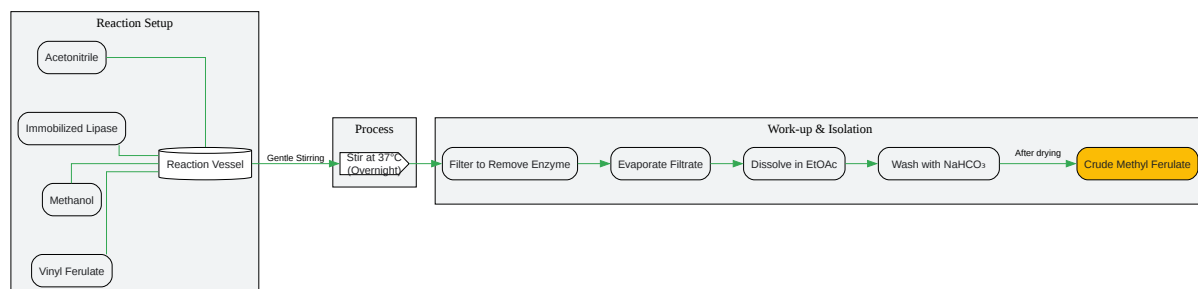 Reaction Setup
Acetonitrile
Immobilized Lipase
Reaction Vessel
Methanol
Vinyl Ferulate
Gentle Stirring
Process
Stir at 37°C
(Overnight)
Work-up & Isolation
Filter to Remove Enzyme
Evaporate Filtrate
Dissolve in EtOAc
Wash with NaHCO₃
After drying
Crude Methyl Ferulate